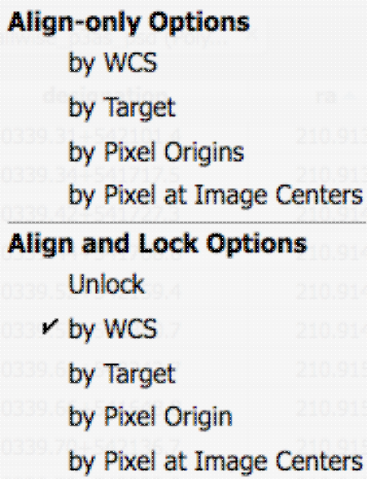 Align-only Options
by WCS
by Target
by Pixel Origins
by Pixel at Image Centers
Align and Lock Options
Unlock
✔ by WCS
by Target
by Pixel Origin
by Pixel at Image Centers